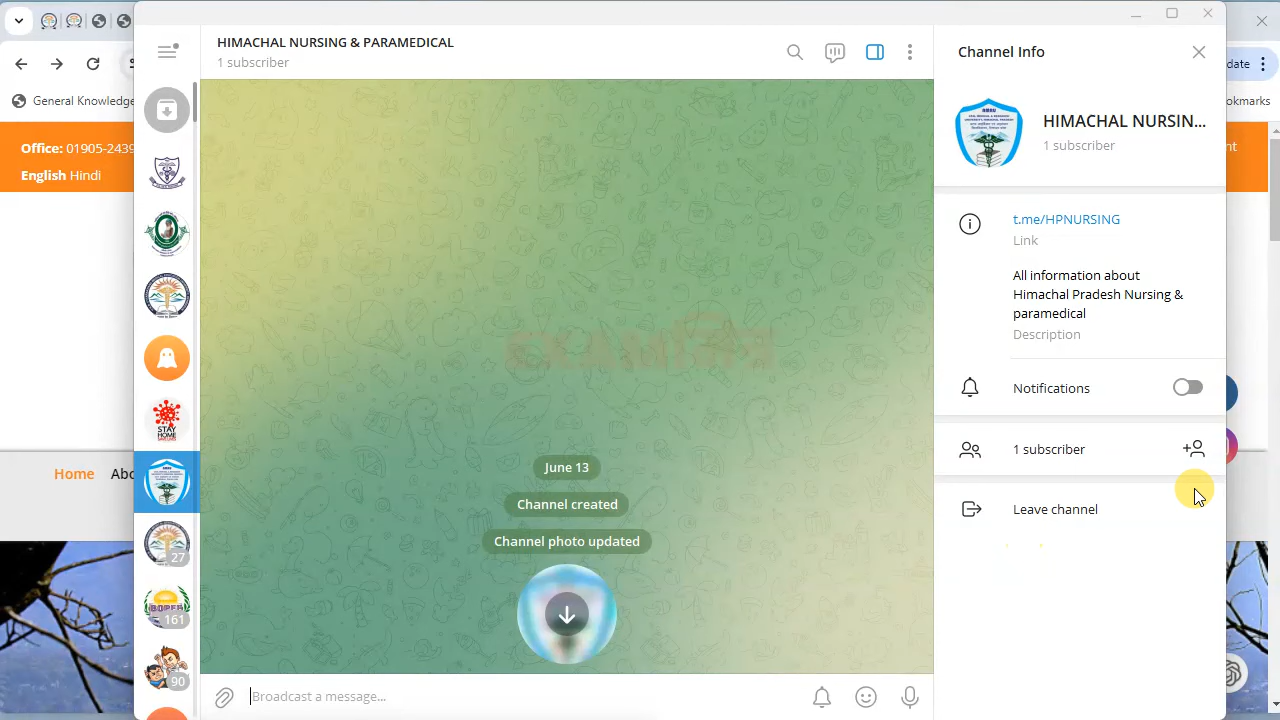 HIMACHAL NURSING & PARAMEDICAL
1 subscriber
Channel Info
HIMACHAL NURSIN...
1 subscriber
t.me/HPNURSING
Link
All information about
Himachal Pradesh Nursing &
paramedical
Description
Notifications
1 subscriber
Leave channel
June 13
Channel created
Channel photo updated
Broadcast a message...
General Knowledge
Office: 01905-2439
English Hindi
Home Abo
date
okmarks
nt
STAY
HOME
27
161
90